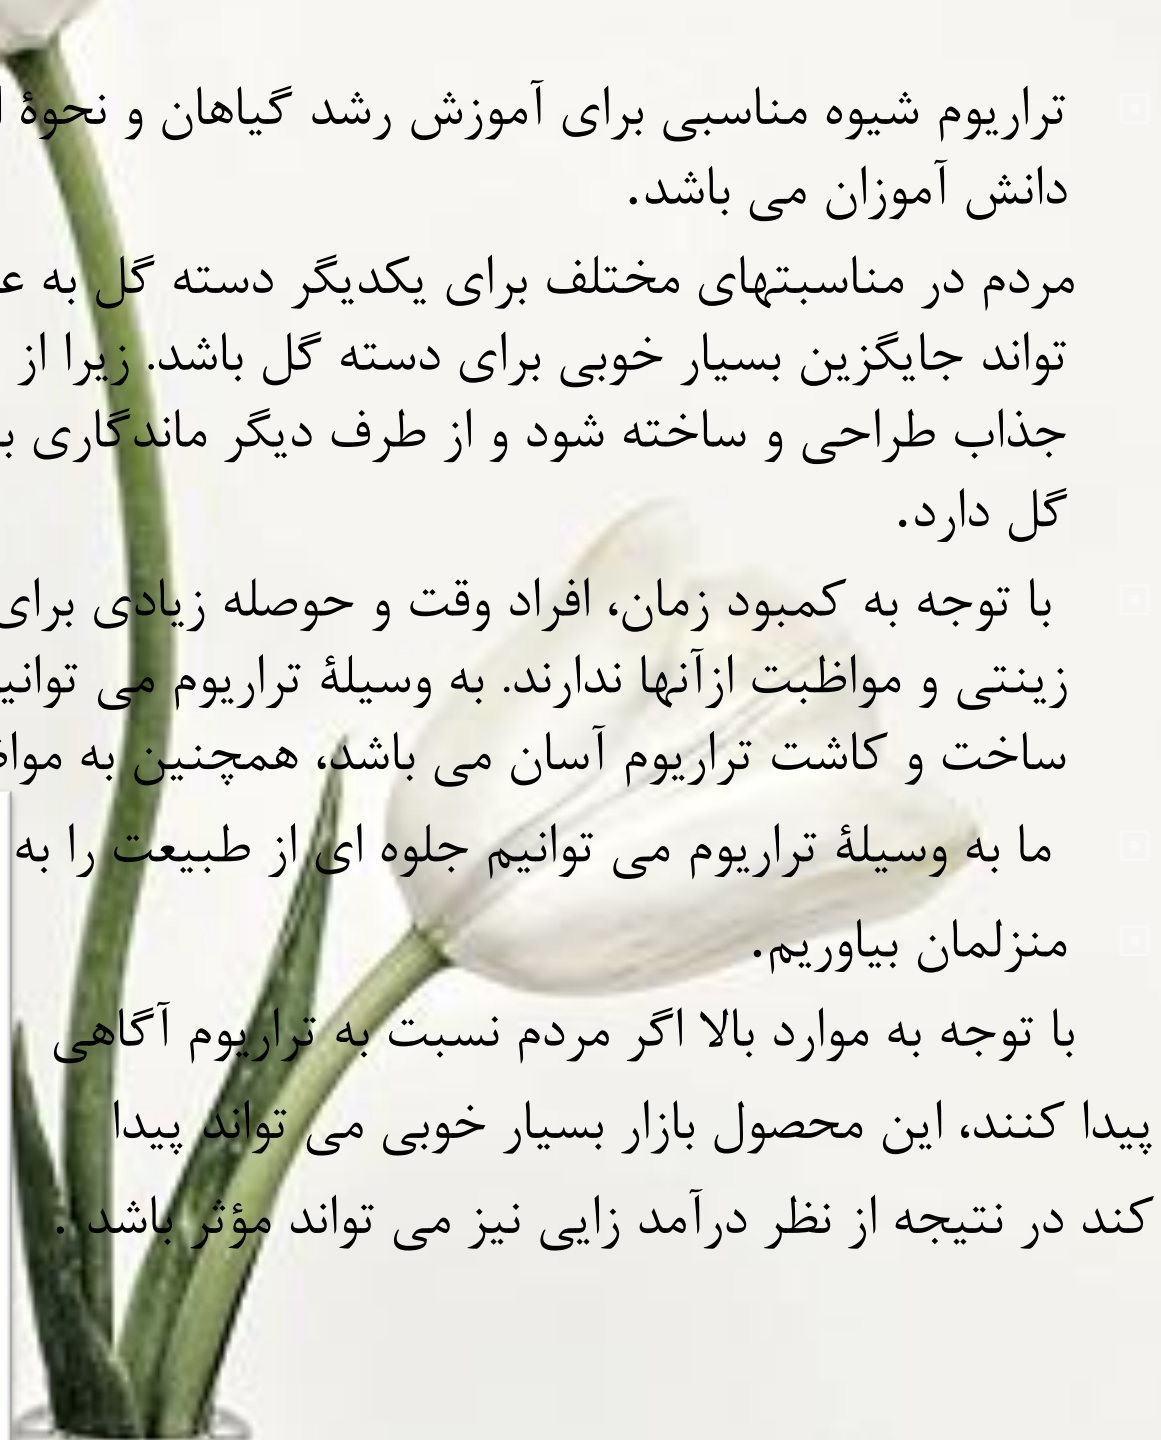 تراریوم شیوه مناسبی برای آموزش رشد گیاهان و نحوۀ
دانش آموزان می باشد.
مردم در مناسبتهای مختلف برای یکدیگر دسته گل به
تواند جایگزین بسیار خوبی برای دسته گل باشد. زیرا از
جذاب طراحی و ساخته شود و از طرف دیگر ماندگاری
گل دارد.
با توجه به کمبود زمان، افراد وقت و حوصله زیادی برای
زینتی و مواظبت ازآنها ندارند. به وسیلۀ تراریوم می
ساخت و کاشت تراریوم آسان می باشد، همچنین به
ما به وسیلۀ تراریوم می توانیم جلوه ای از طبیعت را به
منزلمان بیاوریم.
با توجه به موارد بالا اگر مردم نسبت به تراریوم آگاهی
پیدا کنند، این محصول بازار بسیار خوبی می تواند پیدا
کند در نتیجه از نظر درآمد زایی نیز می تواند مؤثر باشد .